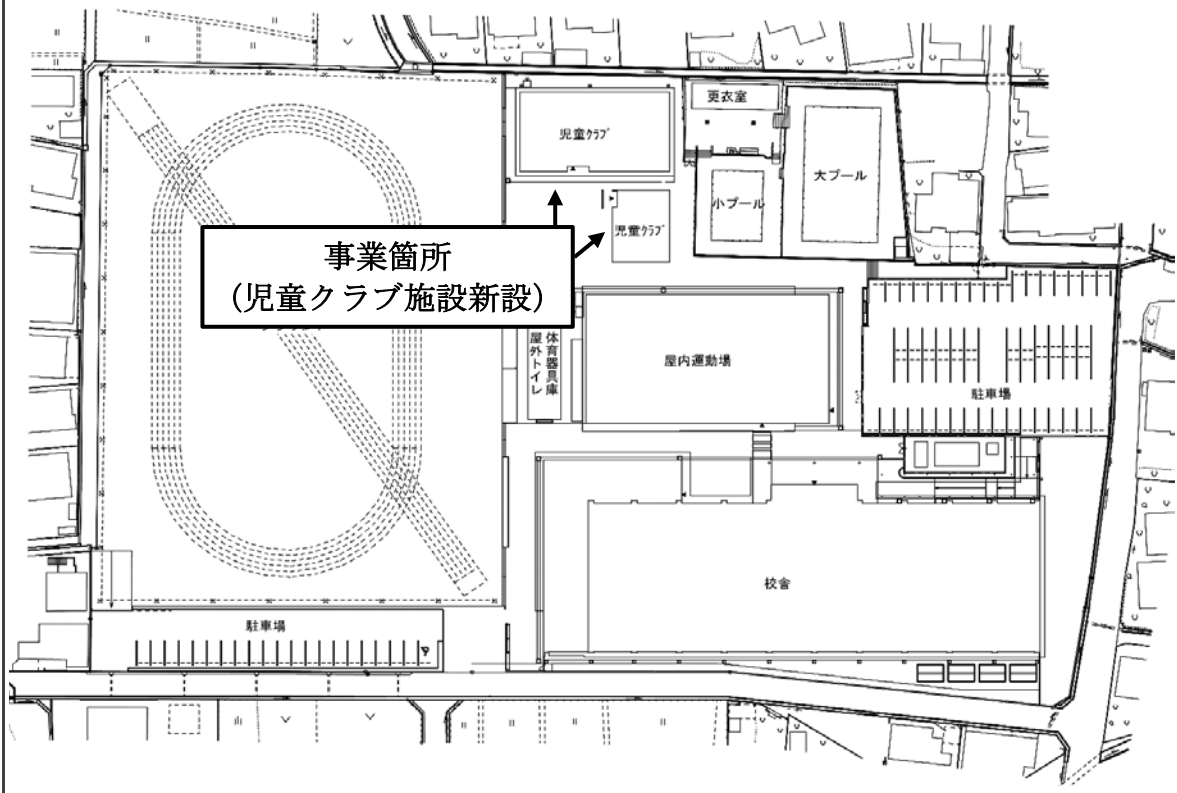 更衣室
児童クラブ
大プール
小プール
児童クラブ
事業箇所
（児童クラブ施設新設）
体育器具庫
屋外トイレ
屋内運動場
駐車場
校舎
駐車場